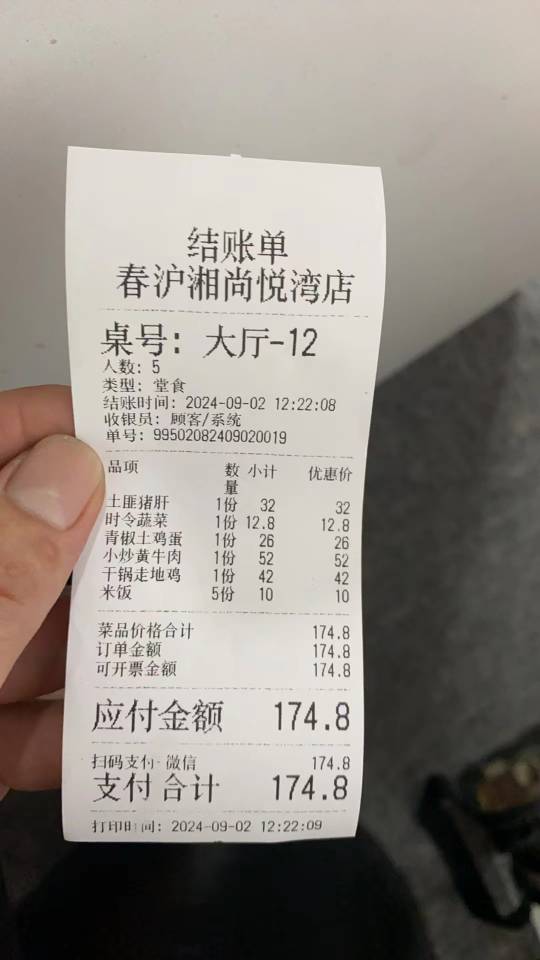 结账单
春沪湘尚悦湾店
桌号: 大厅-12
人数: 5
类型: 堂食
结账时间: 2024-09-02 12:22:08
收银员: 顾客/系统
单号: 99502082409020019
品项 数量 小计 优惠价
土匪猪肝 1份 32 32
时令蔬菜 1份 12.8 12.8
青椒土鸡蛋 1份 26 26
小炒黄牛肉 1份 52 52
干锅走地鸡 1份 42 42
米饭 5份 10 10
菜品价格合计 174.8
订单金额 174.8
可开票金额 174.8
应付金额 174.8
扫码支付-微信 174.8
支付合计 174.8
打印时间: 2024-09-02 12:22:09